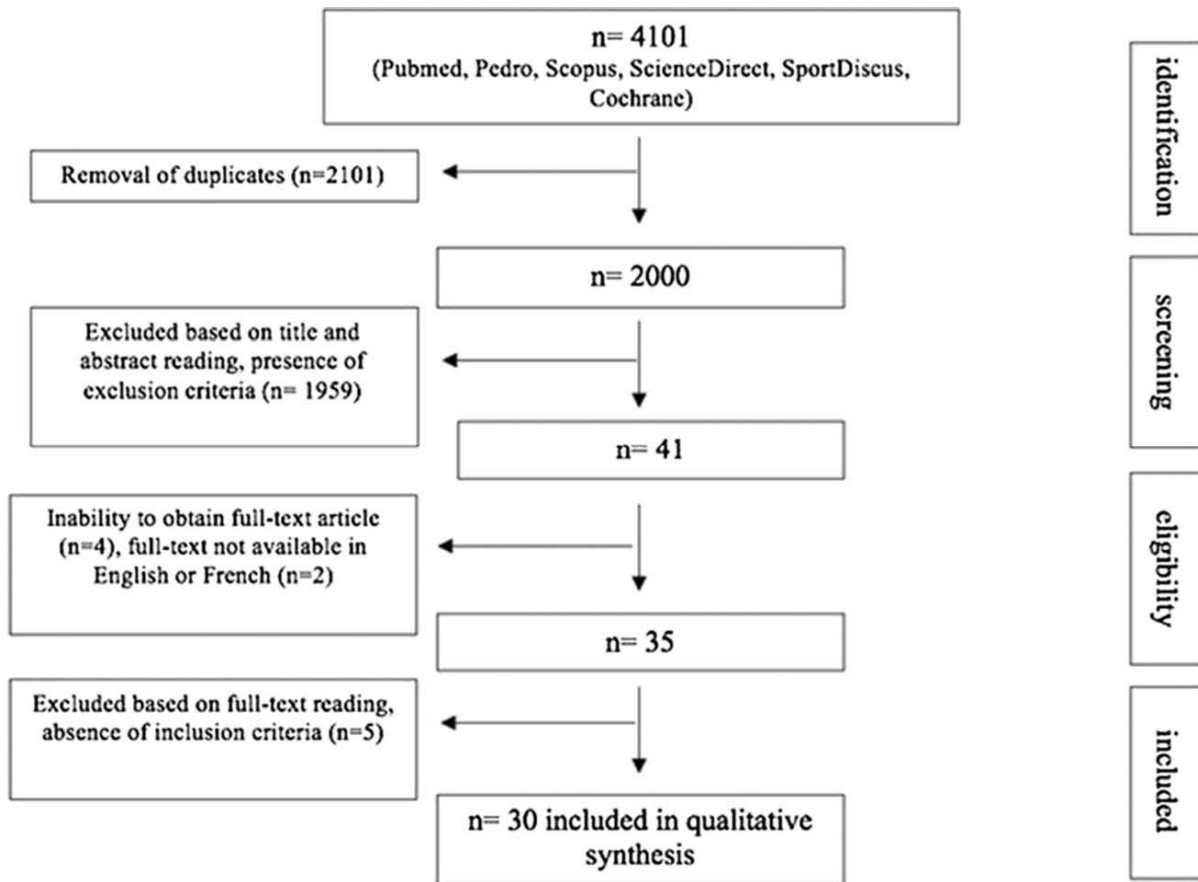 n= 4101
(Pubmed, Pedro, Scopus, ScienceDirect, SportDiscus,
Cochrane)
identification
Removal of duplicates (n=2101)
n= 2000
screening
Excluded based on title and
abstract reading, presence of
exclusion criteria (n= 1959)
n= 41
eligibility
Inability to obtain full-text article
(n=4), full-text not available in
English or French (n=2)
n= 35
included
Excluded based on full-text reading,
absence of inclusion criteria (n=5)
n= 30 included in qualitative
synthesis